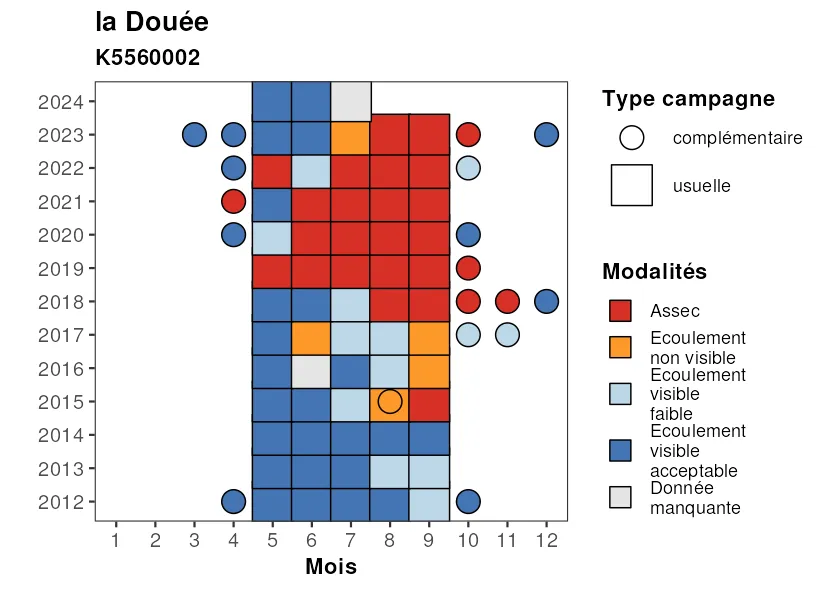 la Douée
K5560002
2024
2023
2022
2021
2020
2019
2018
2017
2016
2015
2014
2013
2012
1 2 3 4 5 6 7 8 9 10 11 12
Mois
Type campagne
complémentaire
usuelle
Modalités
Assec
Ecoulement
non visible
Ecoulement
visible
faible
Ecoulement
visible
acceptable
Donnée
manquante